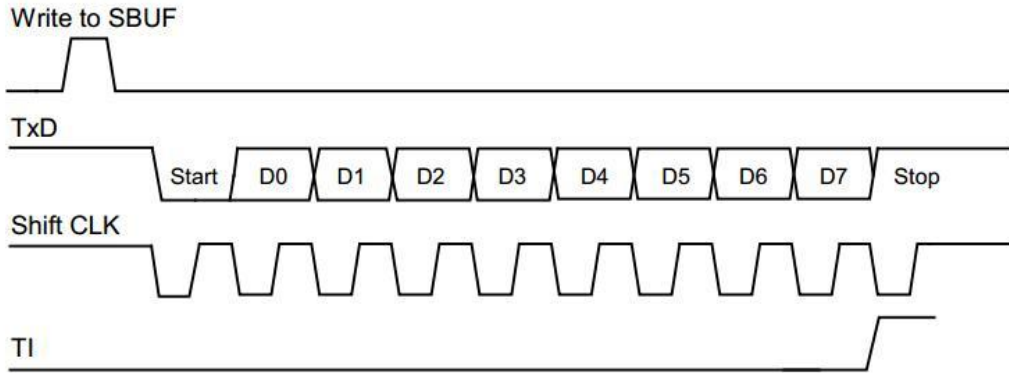 Write to SBUF
TxD
Start D0 D1 D2 D3 D4 D5 D6 D7 Stop
Shift CLK
TI